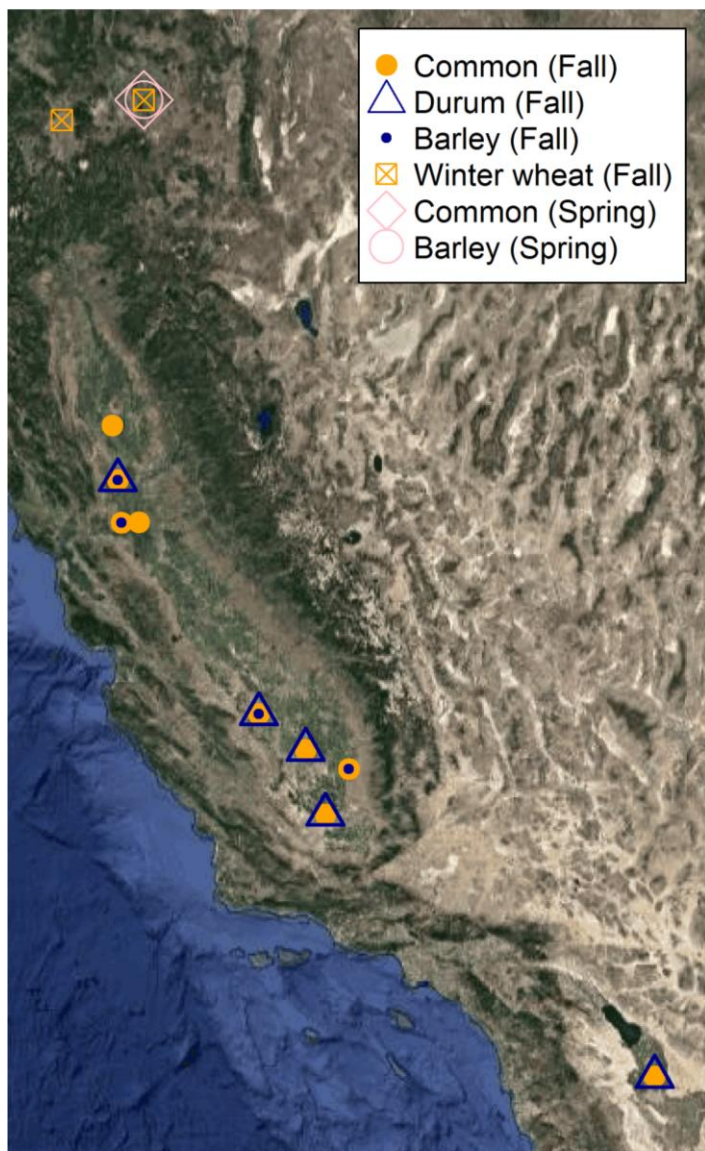 Common (Fall)
Durum (Fall)
Barley (Fall)
Winter wheat (Fall)
Common (Spring)
Barley (Spring)